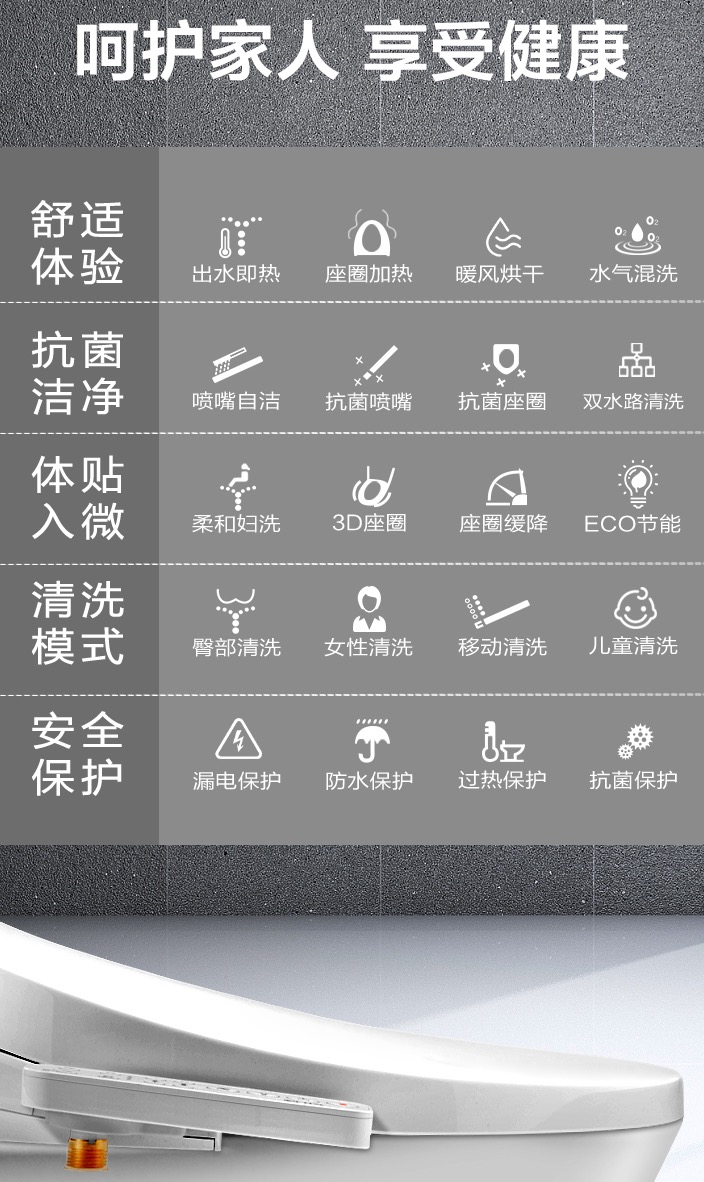 呵护家人 享受健康
舒适
体验
出水即热 座圈加热 暖风烘干 水气混洗
抗菌
洁净
喷嘴自洁 抗菌喷嘴 抗菌座圈 双水路清洗
体贴
入微
柔和妇洗 3D座圈 座圈缓降 ECO节能
清洗
模式
臀部清洗 女性清洗 移动清洗 儿童清洗
安全
保护
漏电保护 防水保护 过热保护 抗菌保护
O2
O2
O2